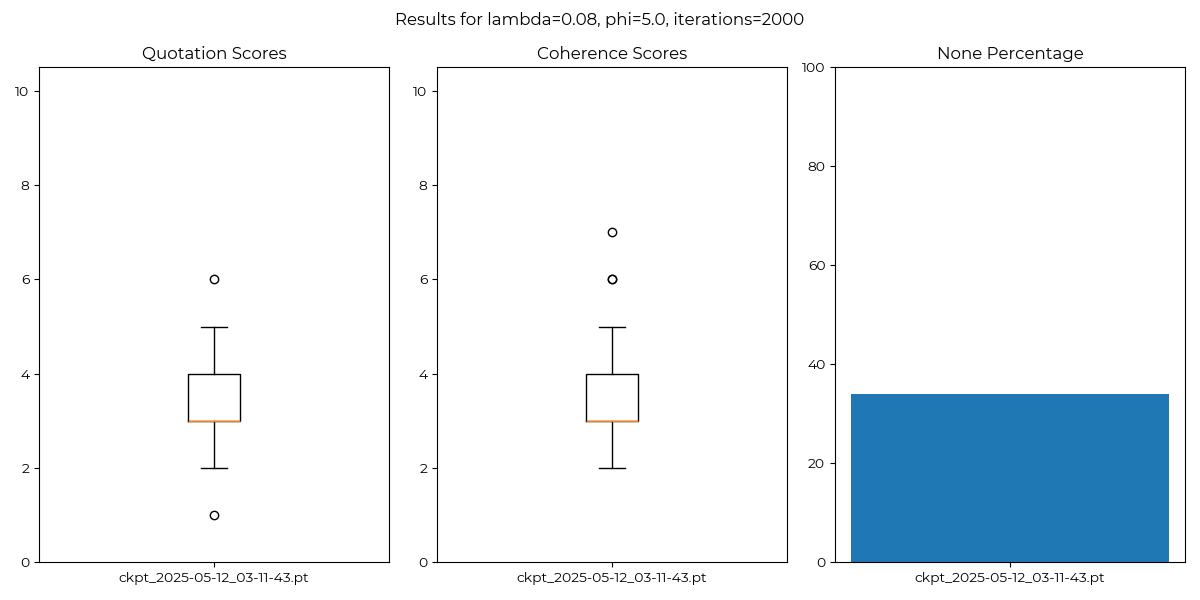 Results for lambda=0.08, phi=5.0, iterations=2000
Quotation Scores
10
8
6
4
2
0
ckpt_2025-05-12_03-11-43.pt
Coherence Scores
10
8
6
4
2
0
ckpt_2025-05-12_03-11-43.pt
None Percentage
100
80
60
40
20
0
ckpt_2025-05-12_03-11-43.pt